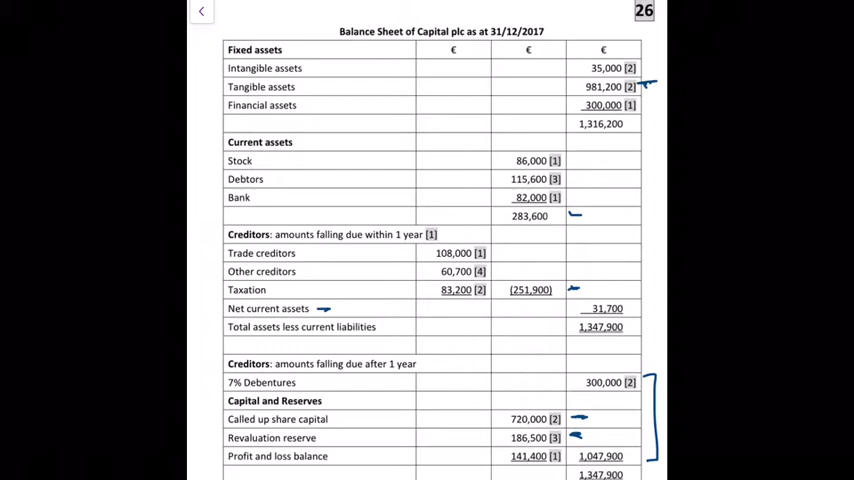 26
Balance Sheet of Capital plc as at 31/12/2017
Fixed assets € € €
Intangible assets 35,000 [2]
Tangible assets 981,200 [2]
Financial assets 300,000 [1]
1,316,200
Current assets
Stock 86,000 [1]
Debtors 115,600 [3]
Bank 82,000 [1]
283,600
Creditors: amounts falling due within 1 year [1]
Trade creditors 108,000 [1]
Other creditors 60,700 [4]
Taxation 83,200 [2] (251,900)
Net current assets 31,700
Total assets less current liabilities 1,347,900
Creditors: amounts falling due after 1 year
7% Debentures 300,000 [2]
Capital and Reserves
Called up share capital 720,000 [2]
Revaluation reserve 186,500 [3]
Profit and loss balance 141,400 [1] 1,047,900
1,347,900